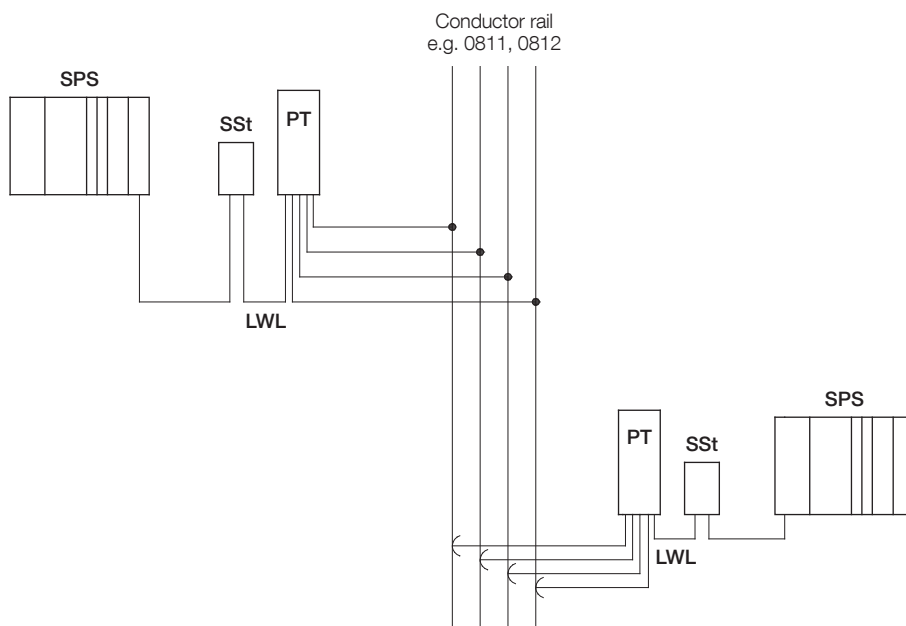 Conductor rail
e.g. 0811, 0812
SPS
SSt
PT
LWL
SPS
PT
SSt
LWL